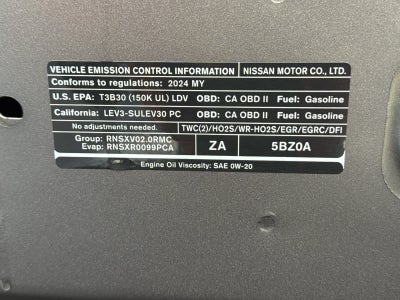 VEHICLE EMISSION CONTROL INFORMATION NISSAN MOTOR CO., LTD.
Conforms to regulations: 2024 MY
U.S. EPA: T3B30 (150K UL) LDV OBD: CA OBD II Fuel: Gasoline
California: LEV3-SULEV30 PC OBD: CA OBD II Fuel: Gasoline
No adjustments needed. TWC(2)/HO2S/WR-HO2S/EGR/EGRC/DFI
Group: RNSXV02.0RMC
Evap: RNSXR0099PCA
ZA 5BZ0A
Engine Oil Viscosity: SAE 0W-20